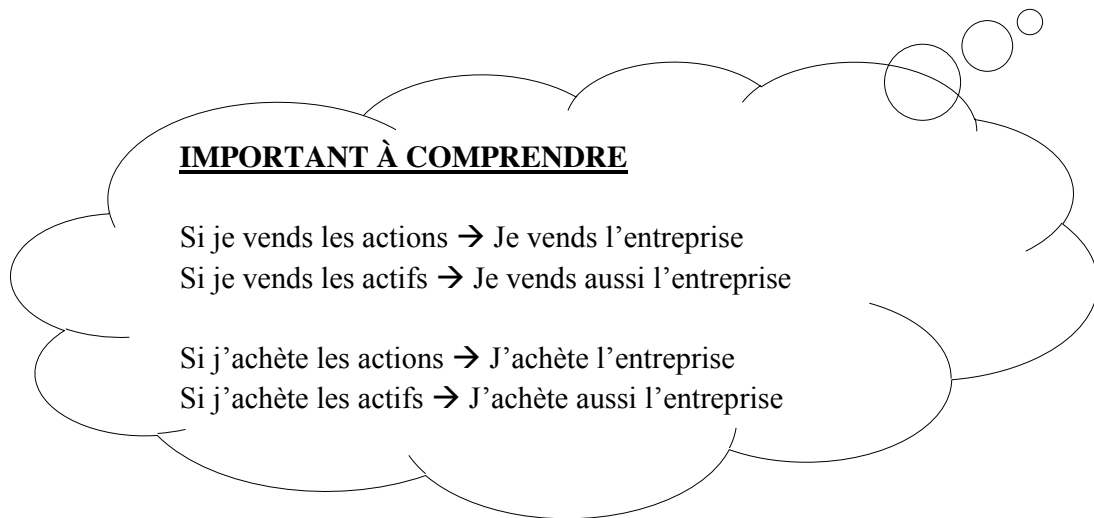 IMPORTANT À COMPRENDRE
Si je vends les actions → Je vends l’entreprise
Si je vends les actifs → Je vends aussi l’entreprise
Si j’achète les actions → J’achète l’entreprise
Si j’achète les actifs → J’achète aussi l’entreprise